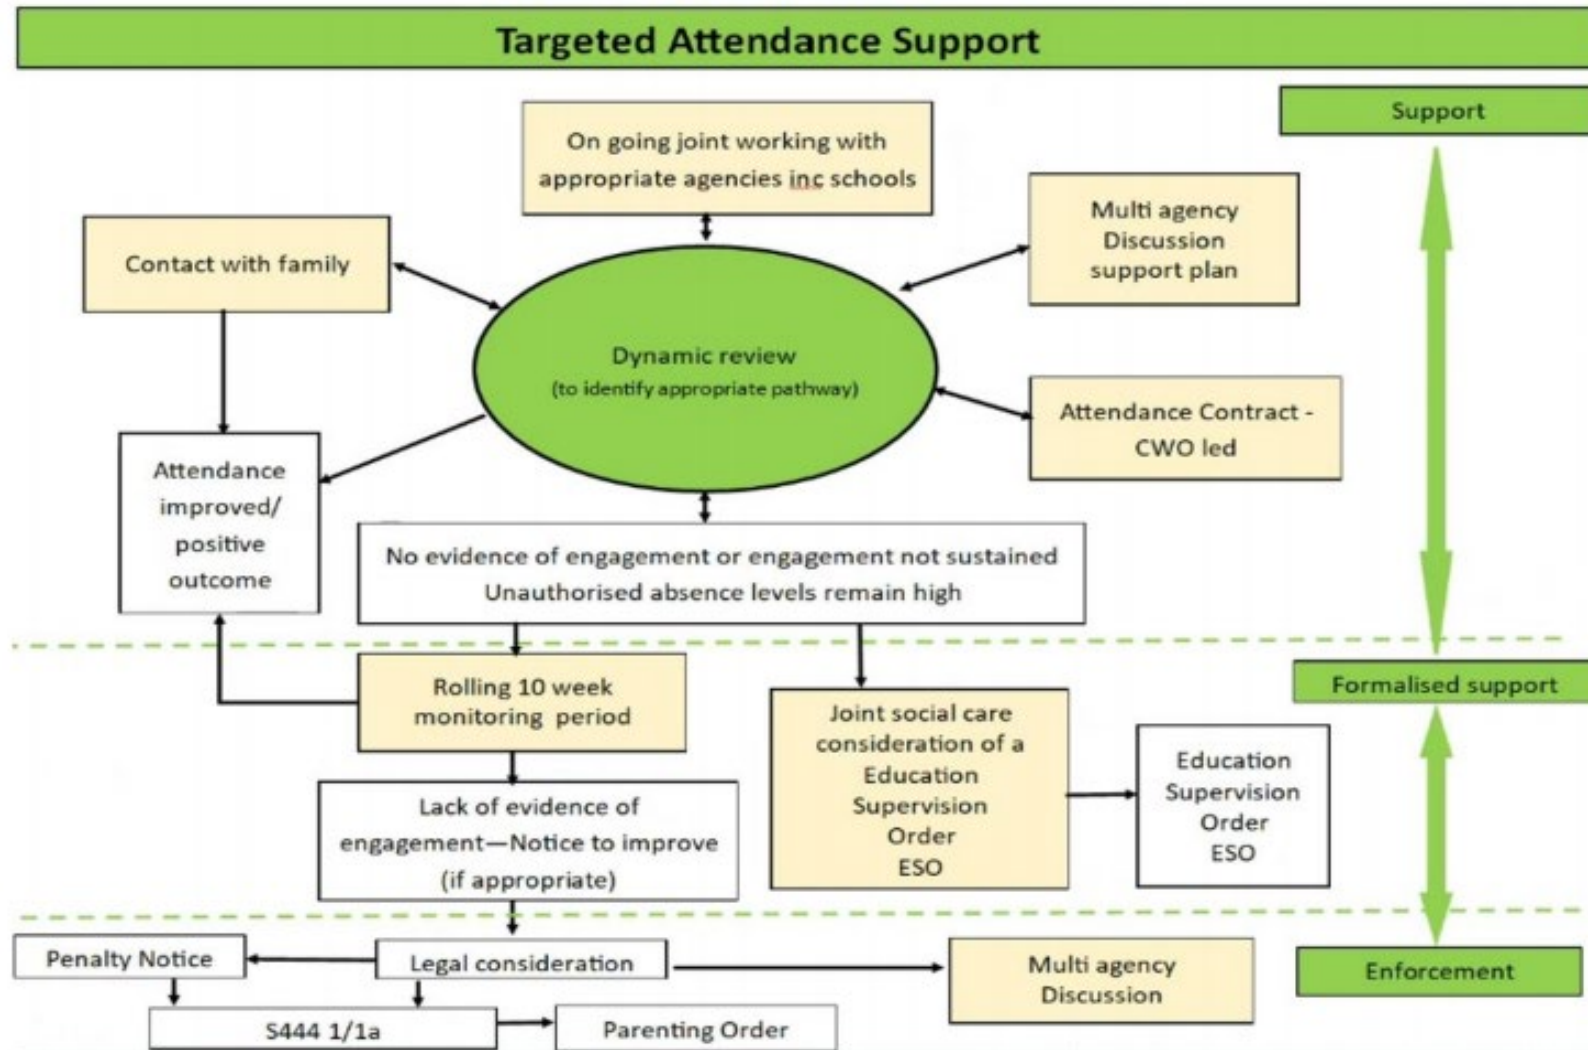 Targeted Attendance Support
Support
On going joint working with
appropriate agencies inc schools
Multi agency
Discussion
support plan
Contact with family
Dynamic review
(to identify appropriate pathway)
Attendance Contract -
CWO led
Attendance
improved/
positive
outcome
No evidence of engagement or engagement not sustained
Unauthorised absence levels remain high
Formalised support
Rolling 10 week
monitoring period
Joint social care
consideration of a
Education
Supervision
Order
ESO
Education
Supervision
Order
ESO
Lack of evidence of
engagement—Notice to improve
(if appropriate)
Penalty Notice
Legal consideration
Multi agency
Discussion
Enforcement
S444 1/1a
Parenting Order